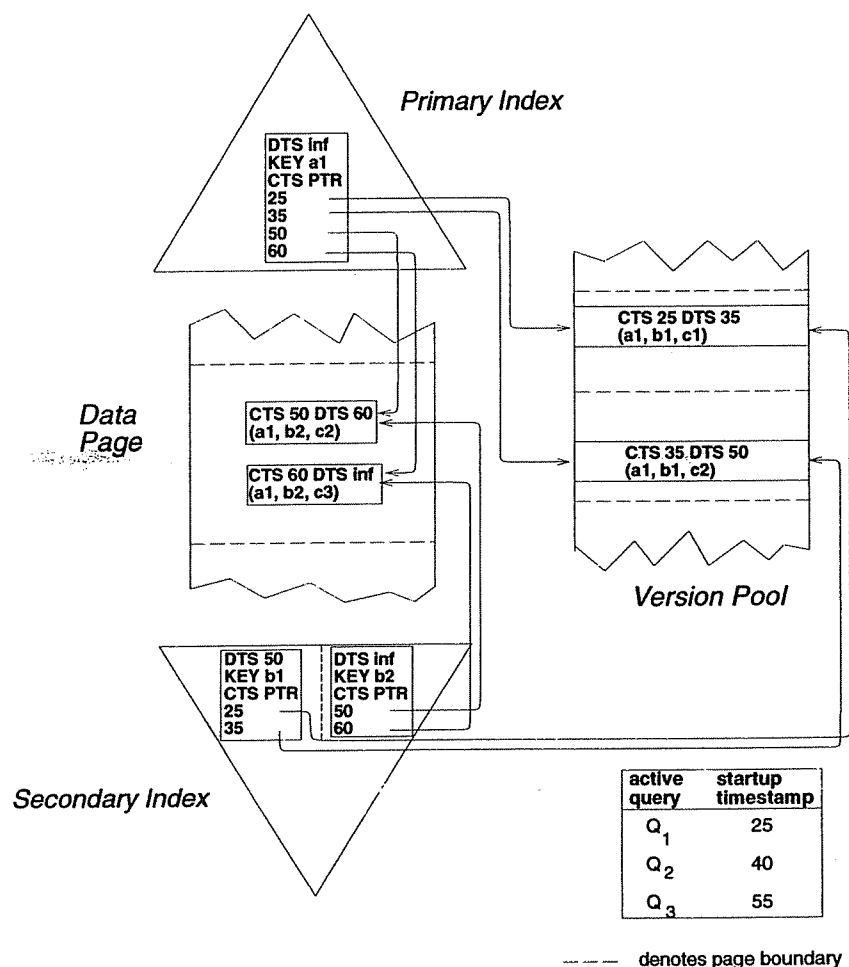 Primary Index
DTS inf
KEY a1
CTS PTR
25
35
50
60
Data
Page
CTS 50 DTS 60
(a1, b2, c2)
CTS 60 DTS inf
(a1, b2, c3)
CTS 25 DTS 35
(a1, b1, c1)
CTS 35 DTS 50
(a1, b1, c2)
Version Pool
DTS 50
KEY b1
CTS PTR
25
35
DTS inf
KEY b2
CTS PTR
50
60
Secondary Index
active startup
query timestamp
Q1 25
Q2 40
Q3 55
denotes page boundary